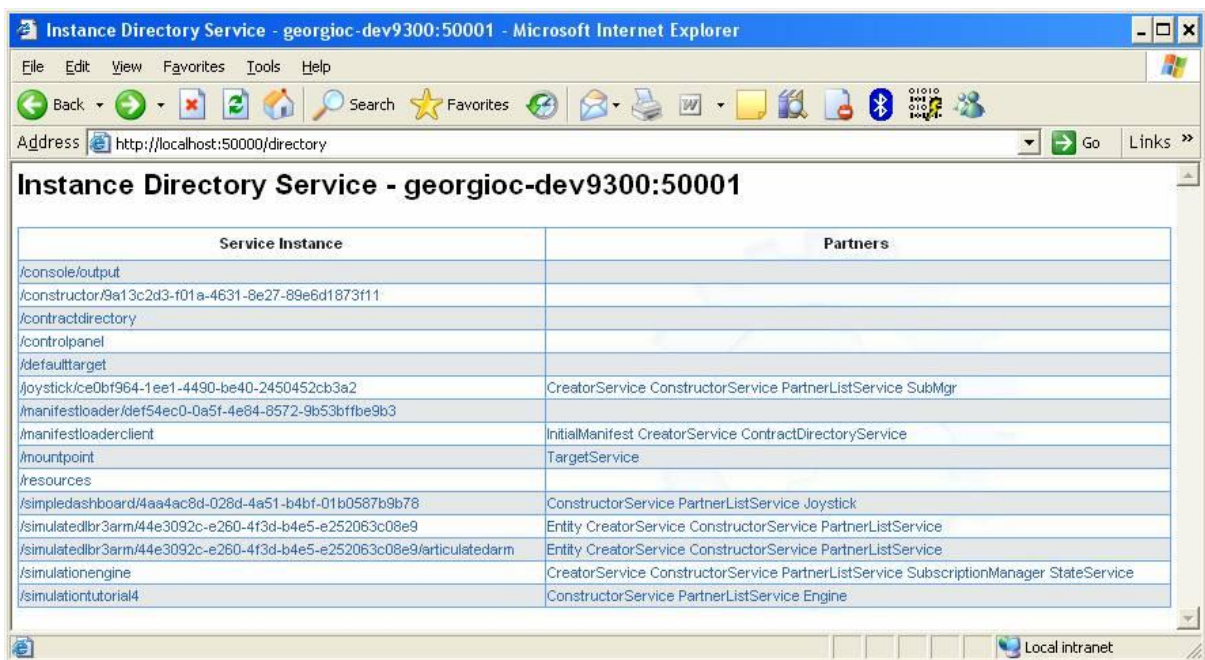 Instance Directory Service - georgioc-dev9300:50001 - Microsoft Internet Explorer
File Edit View Favorites Tools Help
Back Search Favorites
Address http://localhost:50000/directory Go Links »
Instance Directory Service - georgioc-dev9300:50001
Service Instance Partners
/console/output
/constructor/9a13c2d3-f01a-4631-8e27-89e6d1873f11
/contractdirectory
/controlpanel
/defaulttarget
/joystick/ce0bf964-1ee1-4490-be40-2450452cb3a2 CreatorService ConstructorService PartnerListService SubMgr
/manifestloader/def54ec0-0a5f-4e84-8572-9b53bffbe9b3
/manifestloaderclient InitialManifest CreatorService ContractDirectoryService
/mountpoint TargetService
/resources
/simpledashboard/4aa4ac8d-028d-4a51-b4bf-01b0587b9b78 ConstructorService PartnerListService Joystick
/simulatedlbr3arm/44e3092c-e260-4f3d-b4e5-e252063c08e9 Entity CreatorService ConstructorService PartnerListService
/simulatedlbr3arm/44e3092c-e260-4f3d-b4e5-e252063c08e9/articulatedarm Entity CreatorService ConstructorService PartnerListService
/simulationengine CreatorService ConstructorService PartnerListService SubscriptionManager StateService
/simulationtutorial4 ConstructorService PartnerListService Engine
Local intranet